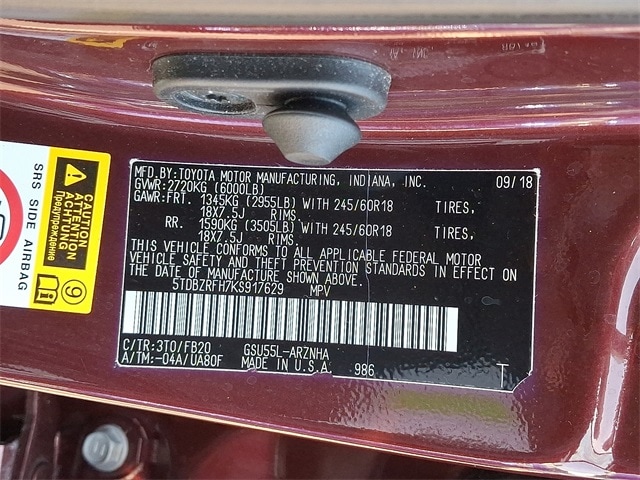 MFD.BY:TOYOTA MOTOR MANUFACTURING, INDIANA, INC. 09/18
GVWR:2720KG (6000LB)
GAWR:FRT. 1345KG (2955LB) WITH 245/60R18 TIRES,
18X7.5J RIMS,
RR. 1590KG (3505LB) WITH 245/60R18 TIRES,
18X7.5J RIMS.
THIS VEHICLE CONFORMS TO ALL APPLICABLE FEDERAL MOTOR
VEHICLE SAFETY AND THEFT PREVENTION STANDARDS IN EFFECT ON
THE DATE OF MANUFACTURE SHOWN ABOVE.
5TDBZRFH7KS917629 MPV
C/TR:3T0/FB20 GSU55L-ARZNHA
A/TM:-04A/UA80F MADE IN U.S.A. 986 T
SRS SIDE AIRBAG
CAUTION
ATTENTION
ACHTUNG
Предупреждение
9